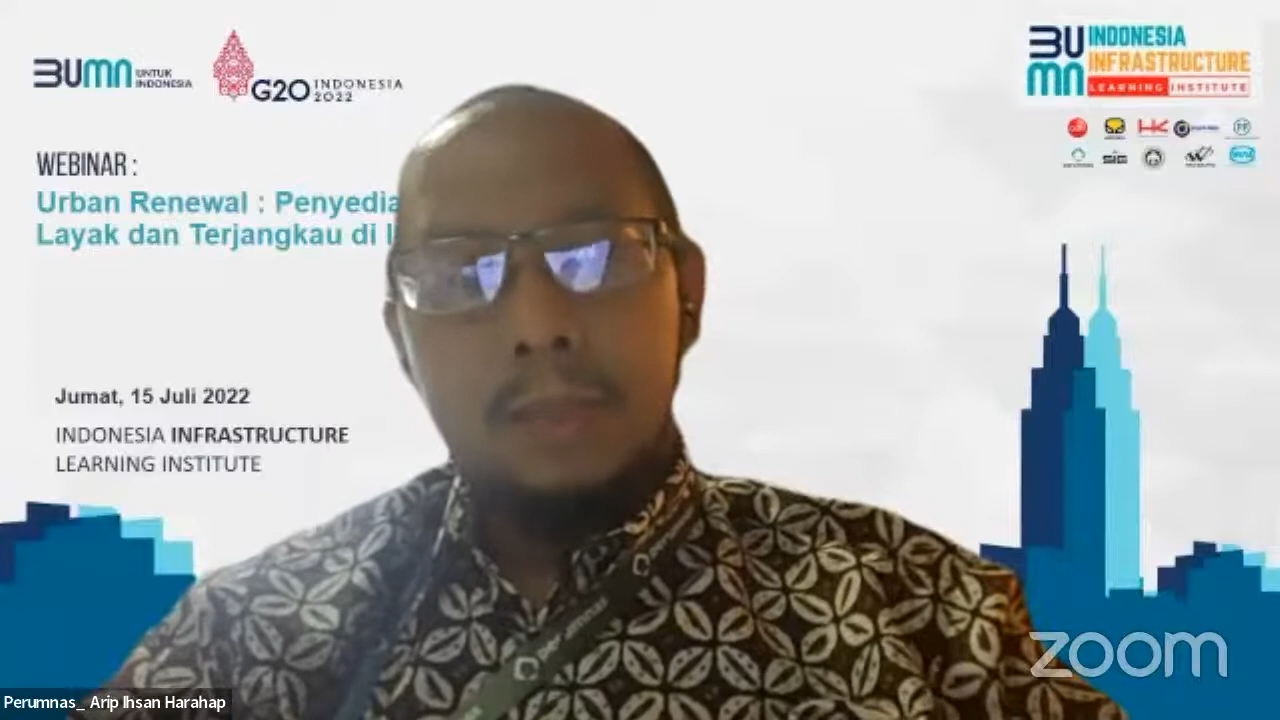 BUMN UNTUK INDONESIA
G20 INDONESIA 2022
BUMN INDONESIA INFRASTRUCTURE
LEARNING INSTITUTE
HK
SIG
WEBINAR :
Urban Renewal : Penyedia
Layak dan Terjangkau di I
Jumat, 15 Juli 2022
INDONESIA INFRASTRUCTURE
LEARNING INSTITUTE
zoom
Perumnas_ Arip Ihsan Harahap